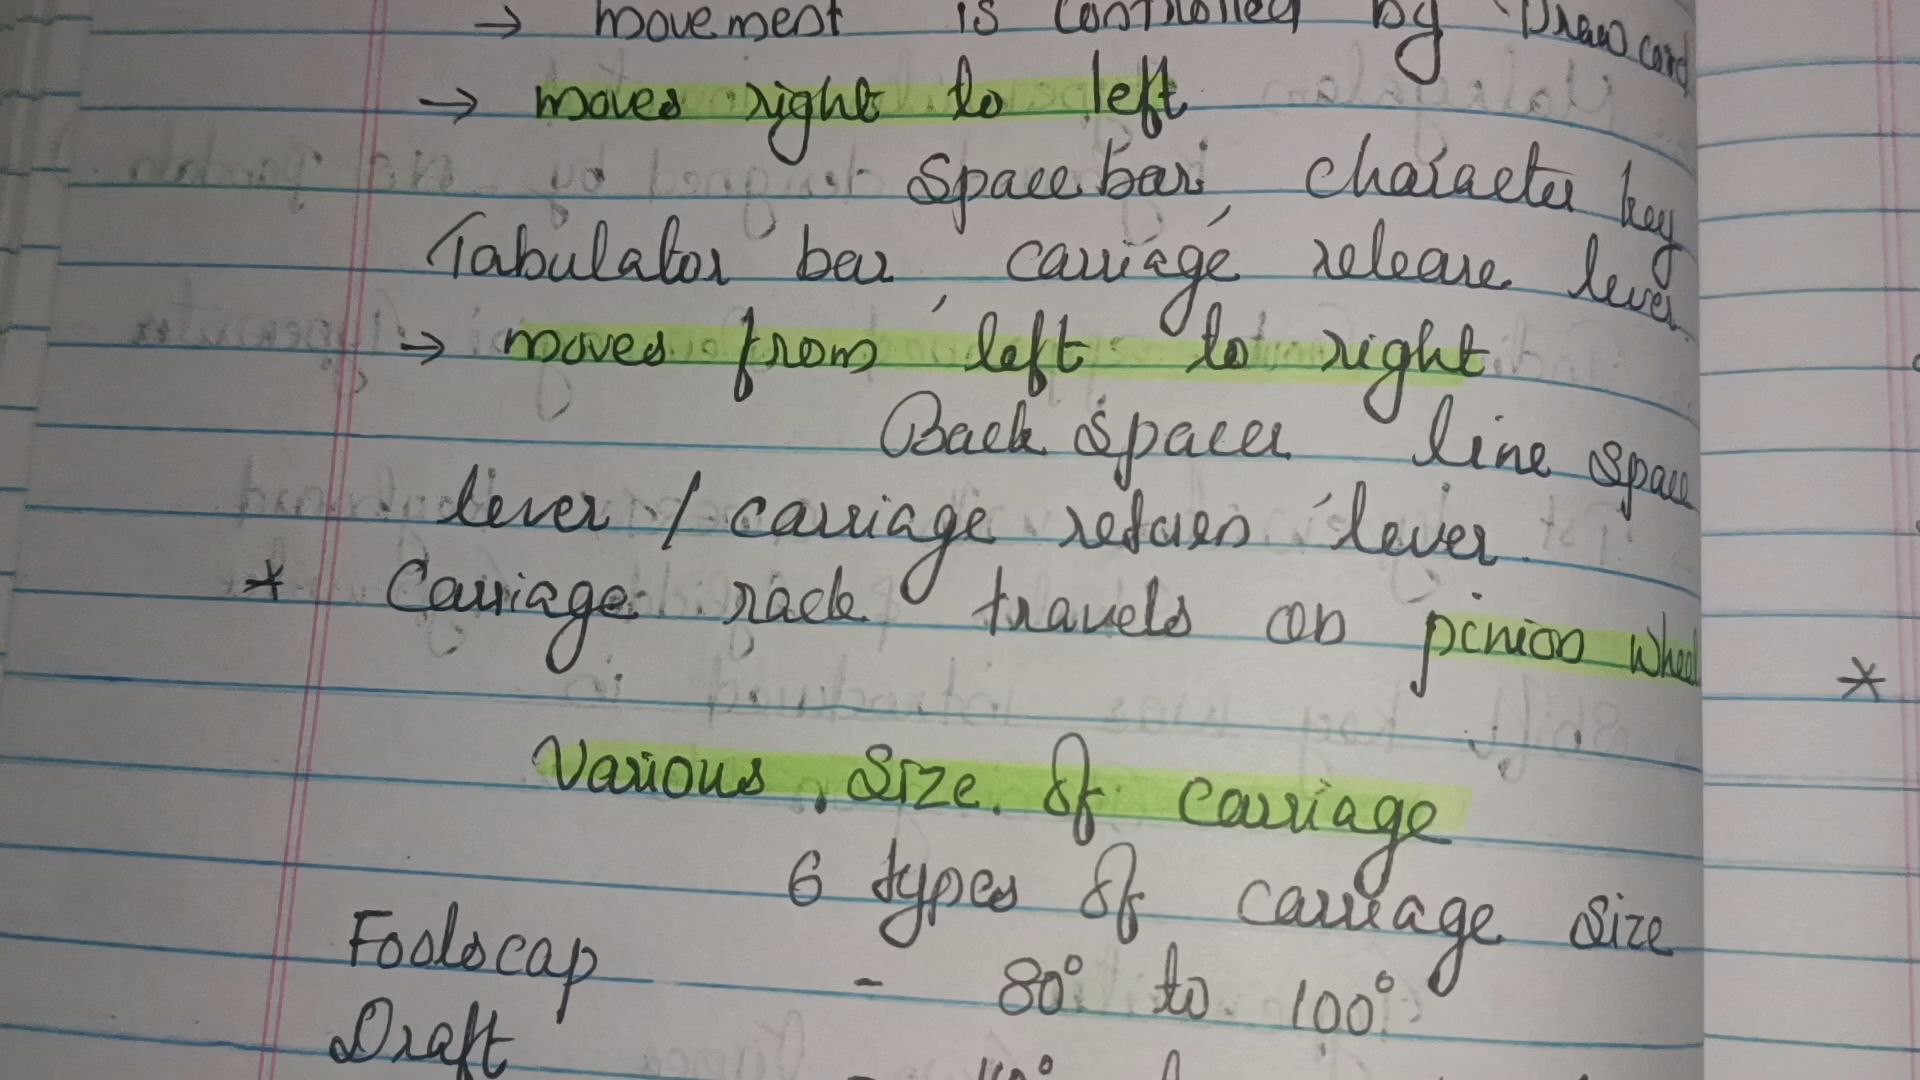 → movement is controlled by Draw cord
→ moves right to left
Space bar, character key
Tabulator bar, carriage release lever
→ moves from left to right
Back spacer, line space
lever / carriage return lever.
* Carriage rack travels on pinion wheel
*
Various Size of carriage
6 types of carriage size
Foolscap - 80° to 100°
Draft -